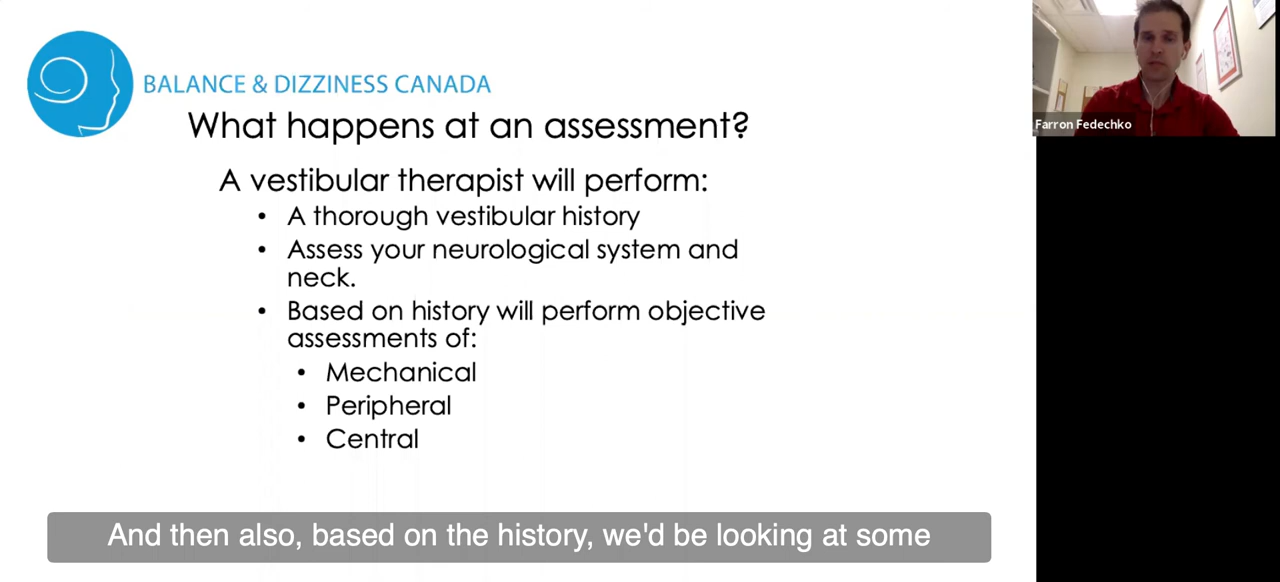 BALANCE & DIZZINESS CANADA
What happens at an assessment?
A vestibular therapist will perform:
• A thorough vestibular history
• Assess your neurological system and
neck.
• Based on history will perform objective
assessments of:
• Mechanical
• Peripheral
• Central
And then also, based on the history, we'd be looking at some
Farron Fedechko